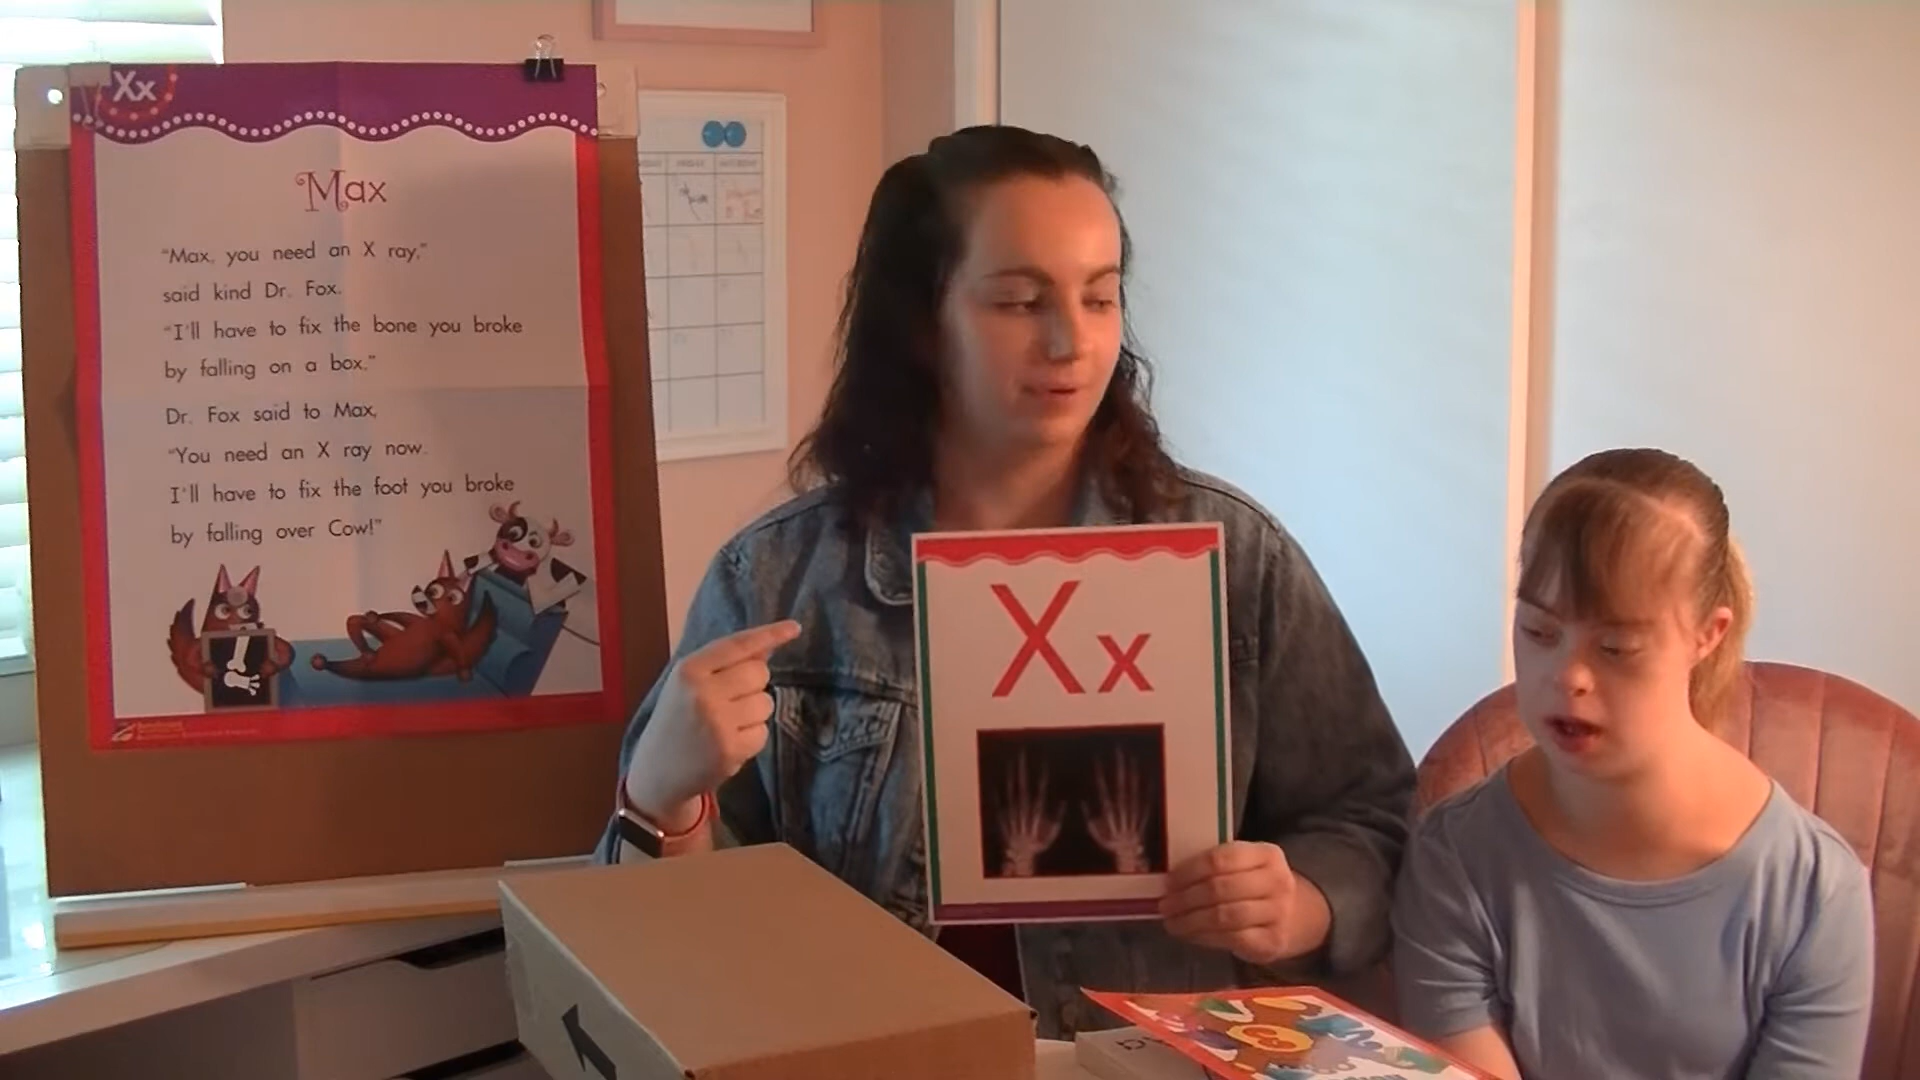 Xx
Max
"Max, you need an X ray,"
said kind Dr. Fox.
"I'll have to fix the bone you broke
by falling on a box."
Dr. Fox said to Max,
"You need an X ray now.
I'll have to fix the foot you broke
by falling over Cow!"
FRIDAY
SATURDAY
Xx